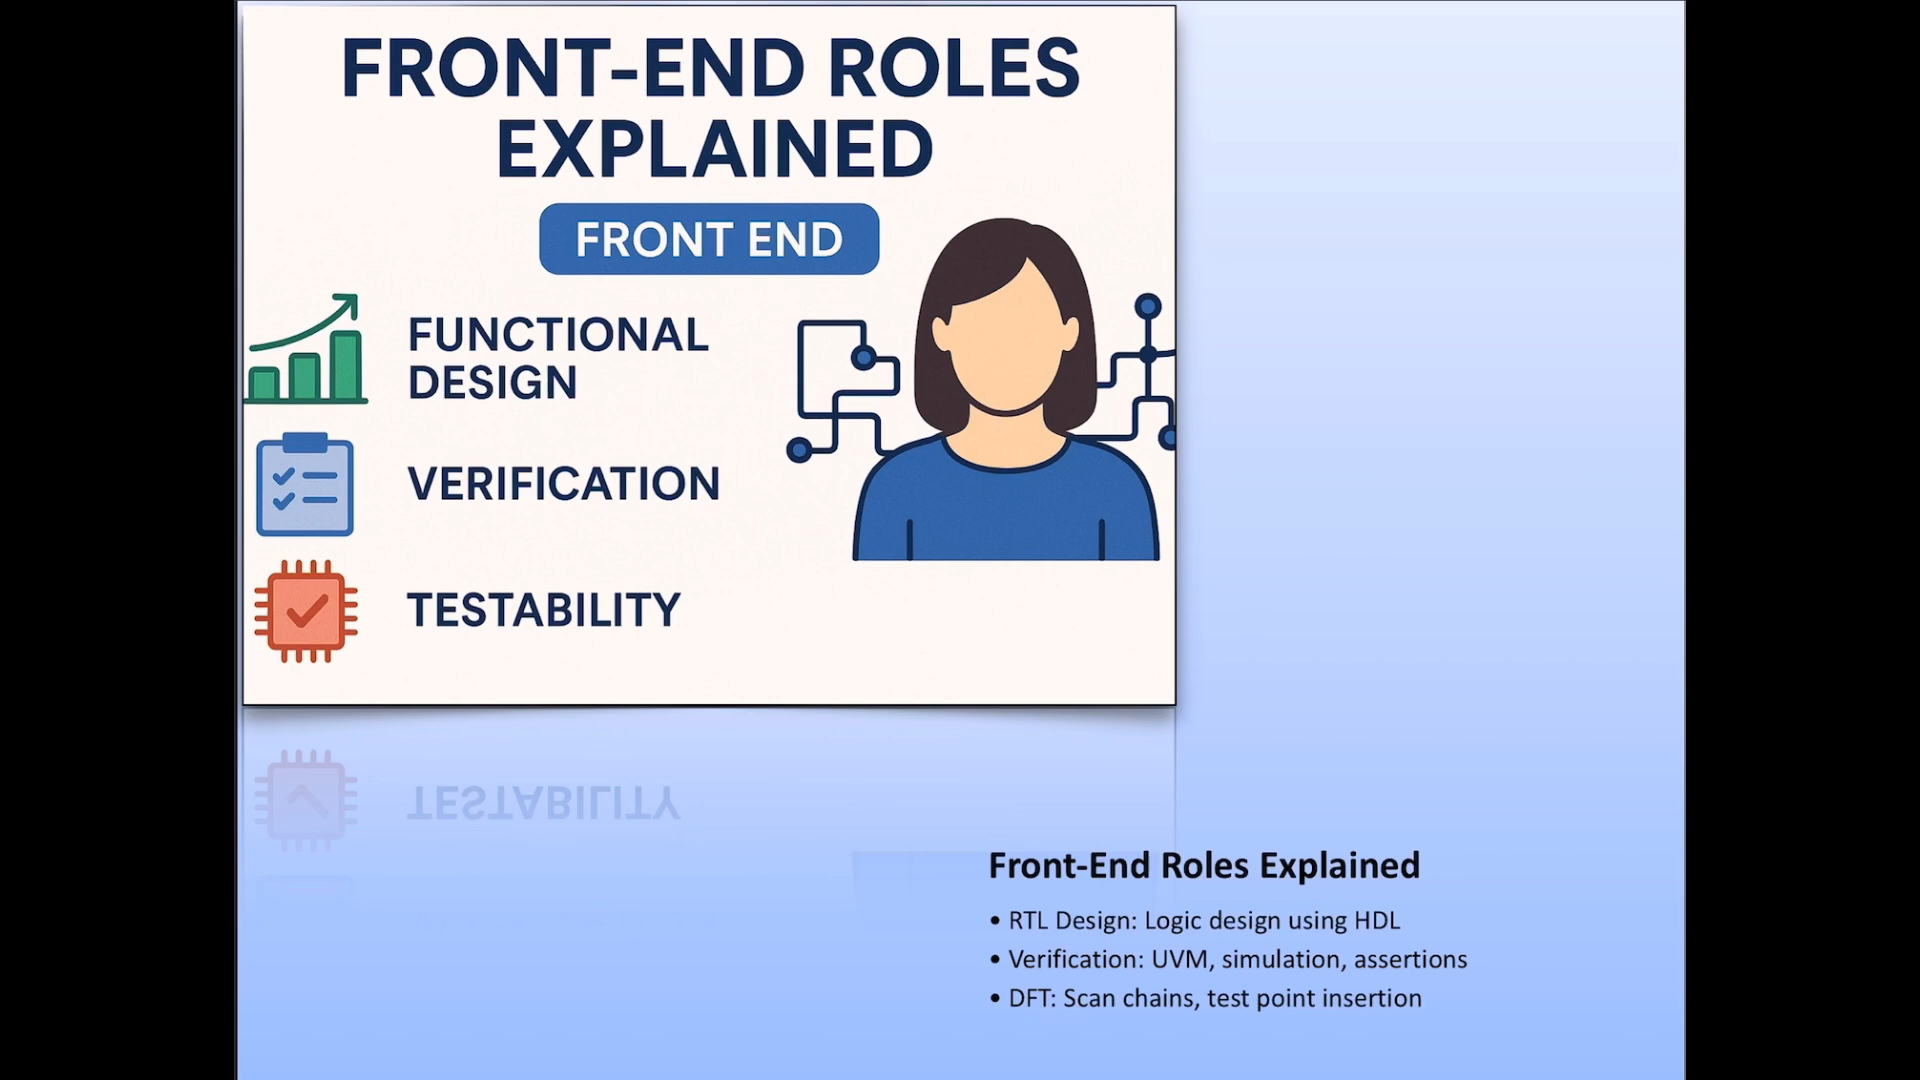 FRONT-END ROLES
EXPLAINED
FRONT END
FUNCTIONAL
DESIGN
VERIFICATION
TESTABILITY
TESTABILITY
Front-End Roles Explained
• RTL Design: Logic design using HDL
• Verification: UVM, simulation, assertions
• DFT: Scan chains, test point insertion